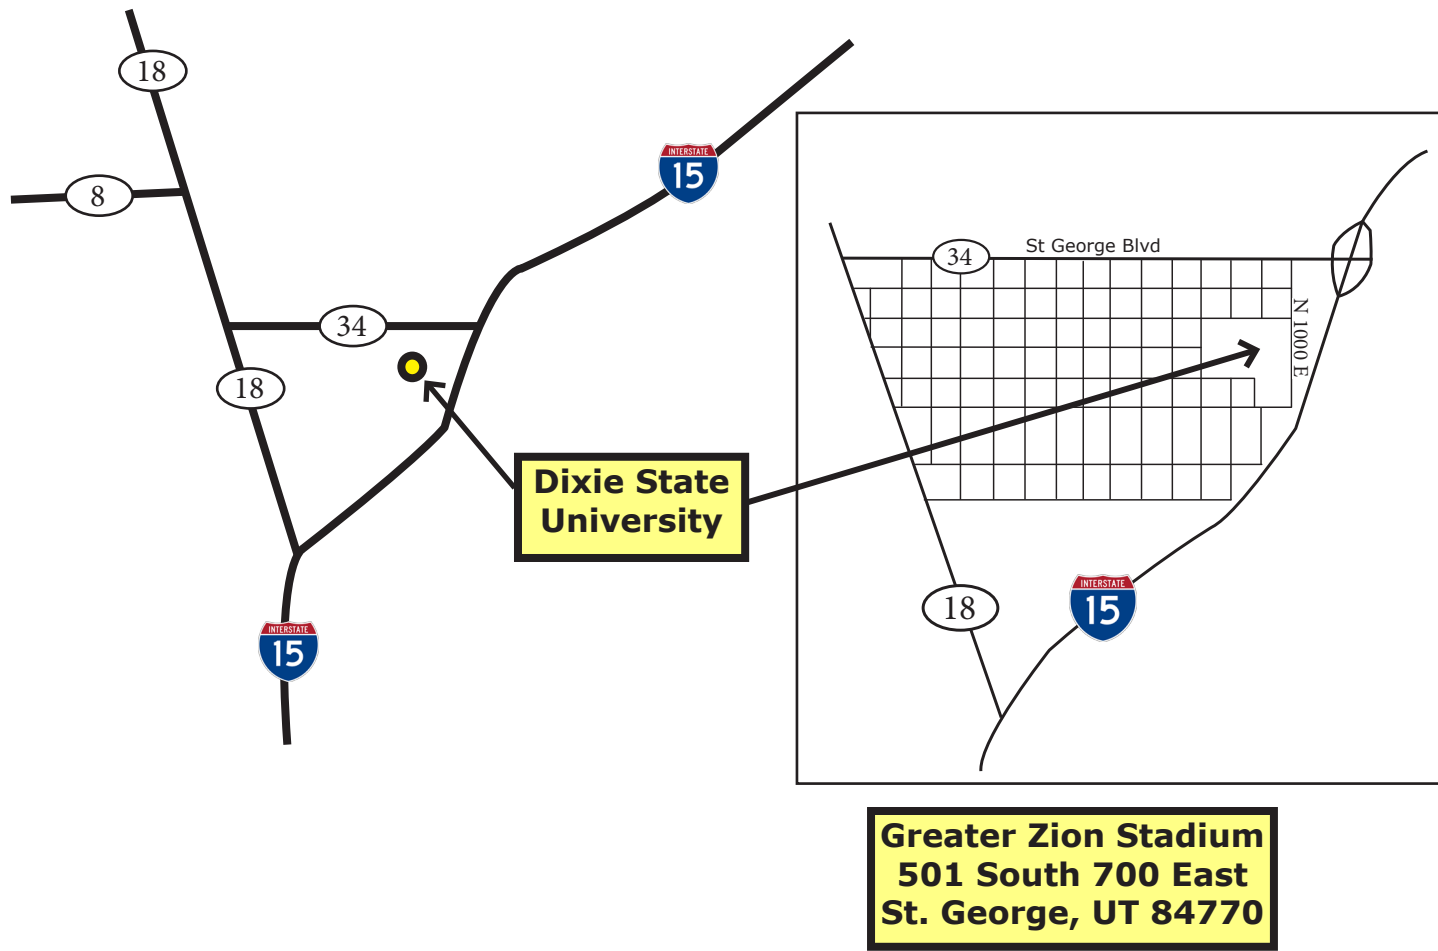 18
8
34
18
INTERSTATE
15
INTERSTATE
15
Dixie State
University
St George Blvd
34
N 1000 E
18
INTERSTATE
15
Greater Zion Stadium
501 South 700 East
St. George, UT 84770